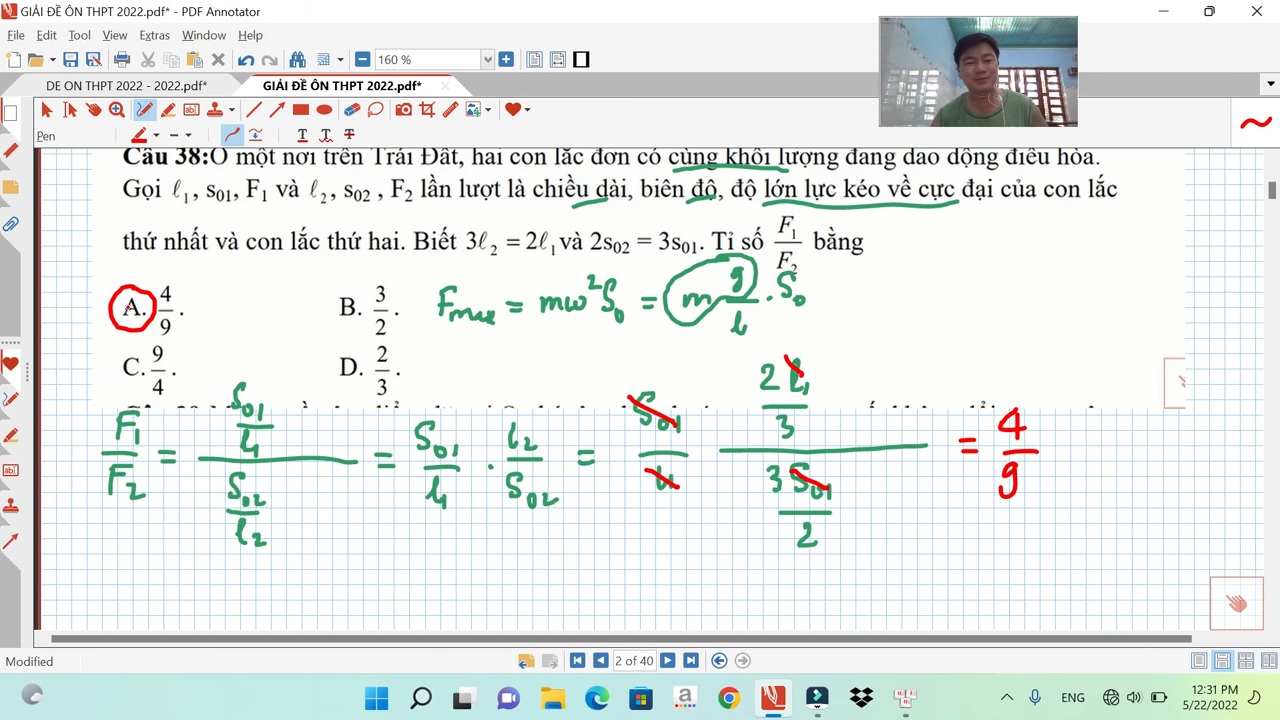 GIẢI ĐỀ ÔN THPT 2022.pdf* - PDF Annotator
File Edit Tool View Extras Window Help
160 %
DE ON THPT 2022 - 2022.pdf* GIẢI ĐỀ ÔN THPT 2022.pdf*
Pen
Câu 38:Ở một nơi trên Trái Đất, hai con lắc đơn có cùng khối lượng đang dao động điều hòa.
Gọi ℓ₁, s₀₁, F₁ và ℓ₂, s₀₂ , F₂ lần lượt là chiều dài, biên độ, độ lớn lực kéo về cực đại của con lắc
thứ nhất và con lắc thứ hai. Biết 3ℓ₂ = 2ℓ₁ và 2s₀₂ = 3s₀₁. Tỉ số F₁/F₂ bằng
A. 4/9 . B. 3/2 .
F_max = mω²S₀ = m g/l . S₀
C. 9/4 . D. 2/3 .
F₁/F₂ = (S₀₁/l₁)/(S₀₂/l₂) = S₀₁/l₁ . l₂/S₀₂ = S₀₁/l₁ (2l₁/3)/(3S₀₁/2) = 4/9
Modified 2 of 40
ENG 12:31 PM
5/22/2022